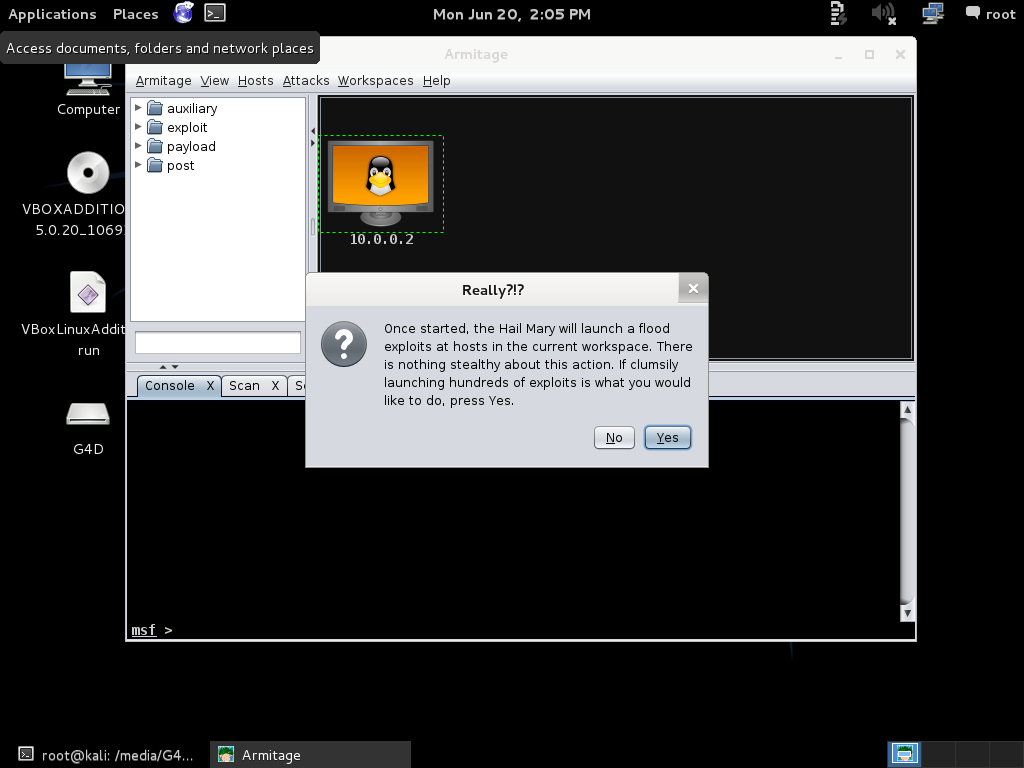 Applications Places Mon Jun 20, 2:05 PM root
Access documents, folders and network places
Armitage
Armitage View Hosts Attacks Workspaces Help
Computer
auxiliary
exploit
payload
post
VBOXADDITIO
5.0.20_1069
10.0.0.2
VBoxLinuxAddit
run
Really?!?
Once started, the Hail Mary will launch a flood
exploits at hosts in the current workspace. There
is nothing stealthy about this action. If clumsily
launching hundreds of exploits is what you would
like to do, press Yes.
No Yes
Console X Scan X
G4D
msf >
root@kali: /media/G4... Armitage